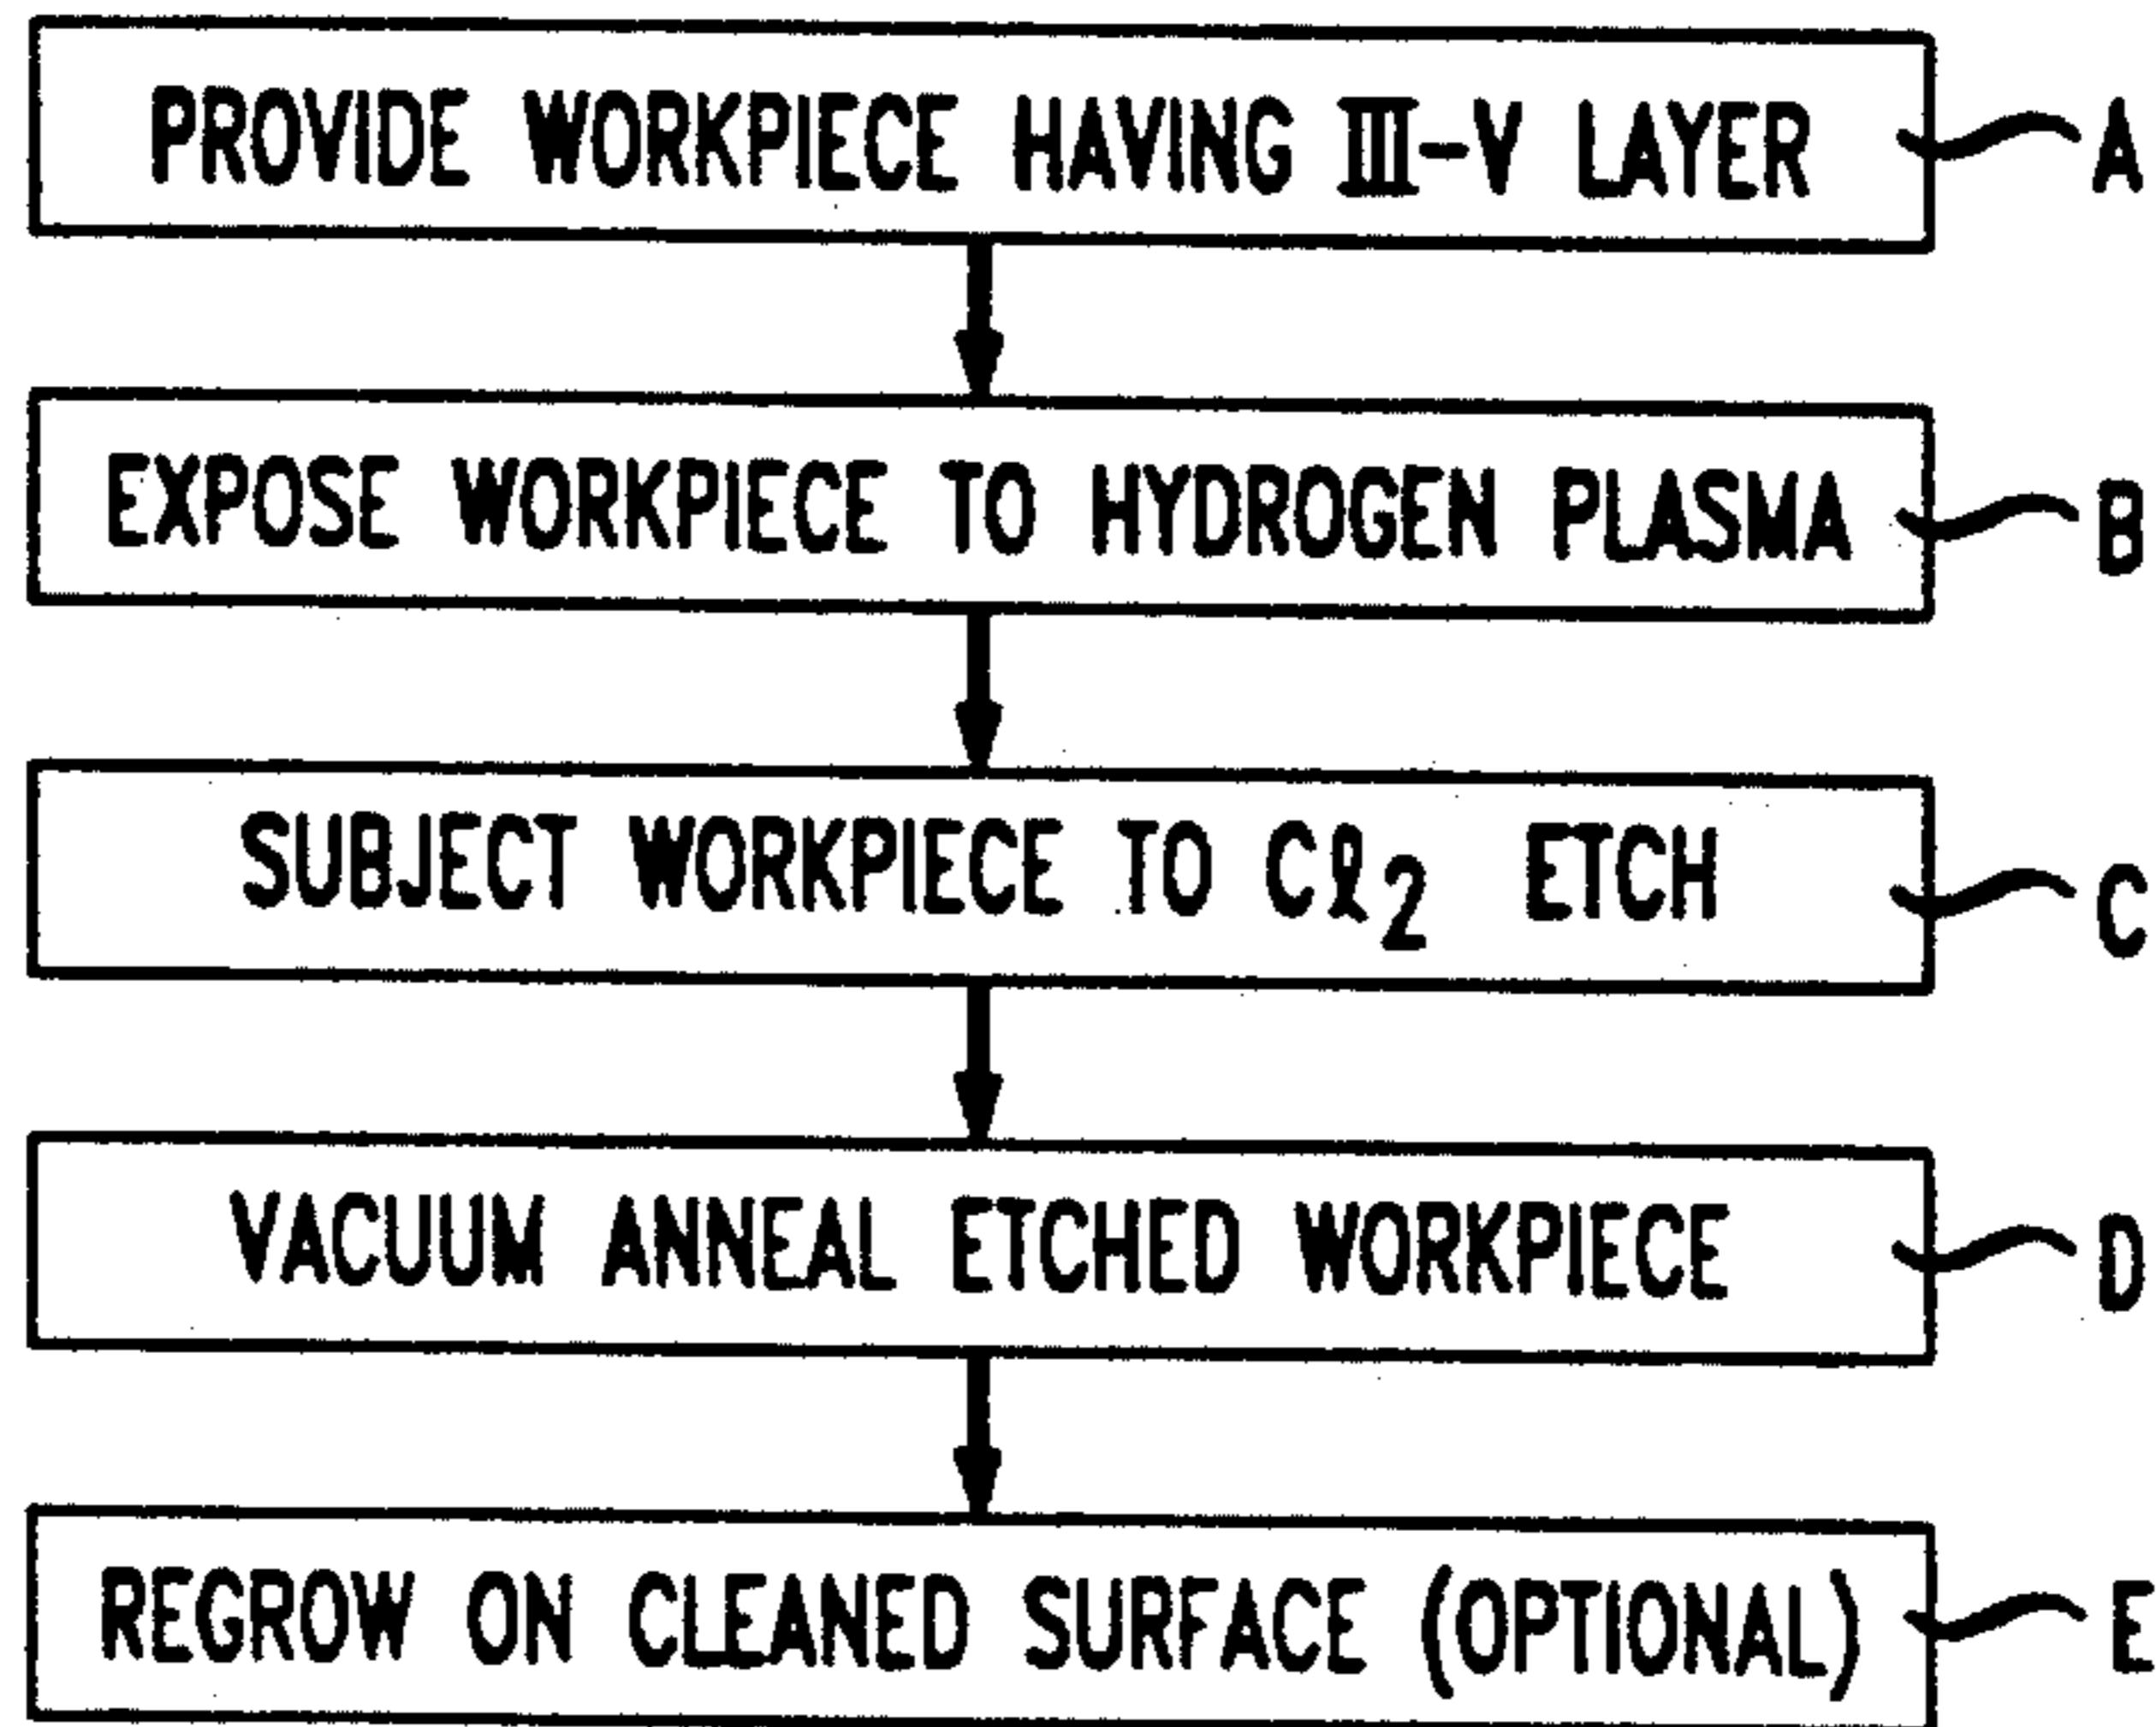 PROVIDE WORKPIECE HAVING III-V LAYER
A
EXPOSE WORKPIECE TO HYDROGEN PLASMA
B
SUBJECT WORKPIECE TO Cℓ₂ ETCH
C
VACUUM ANNEAL ETCHED WORKPIECE
D
REGROW ON CLEANED SURFACE (OPTIONAL)
E